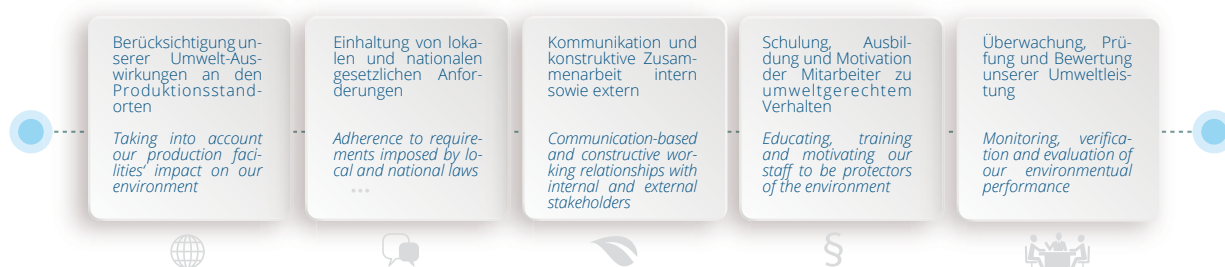 Berücksichtigung un-
serer Umwelt-Aus-
wirkungen an den
Produktionsstand-
orten
Taking into account
our production faci-
lities' impact on our
environment
Einhaltung von loka-
len und nationalen
gesetzlichen Anfor-
derungen
Adherence to require-
ments imposed by lo-
cal and national laws
...
Kommunikation und
konstruktive Zusam-
menarbeit intern
sowie extern
Communication-based
and constructive wor-
king relationships with
internal and external
stakeholders
Schulung, Ausbil-
dung und Motivation
der Mitarbeiter zu
umweltgerechtem
Verhalten
Educating, training
and motivating our
staff to be protectors
of the environment
Überwachung, Prü-
fung und Bewertung
unserer Umweltleis-
tung
Monitoring, verifica-
tion and evaluation of
our environmentual
performance
§